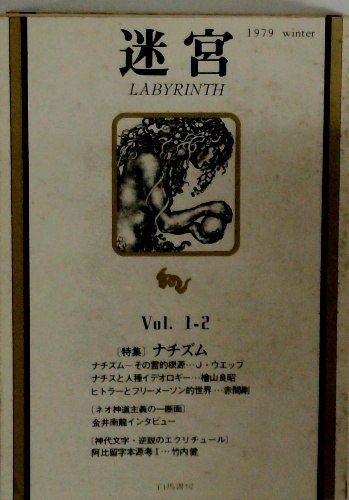 迷宮
1979 winter
LABYRINTH
Vol. 1-2
〔特集〕ナチズム
ナチズム―その霊的根源…J・ウエッブ
ナチスと人種イデオロギー…檜山良昭
ヒトラーとフリーメーソン的世界…赤間剛
〔ネオ神道主義の一断面〕
金井南龍インタビュー
〔神代文字・逆説のエクリチュール〕
阿比留字本源考Ⅰ…竹内健
白馬書房